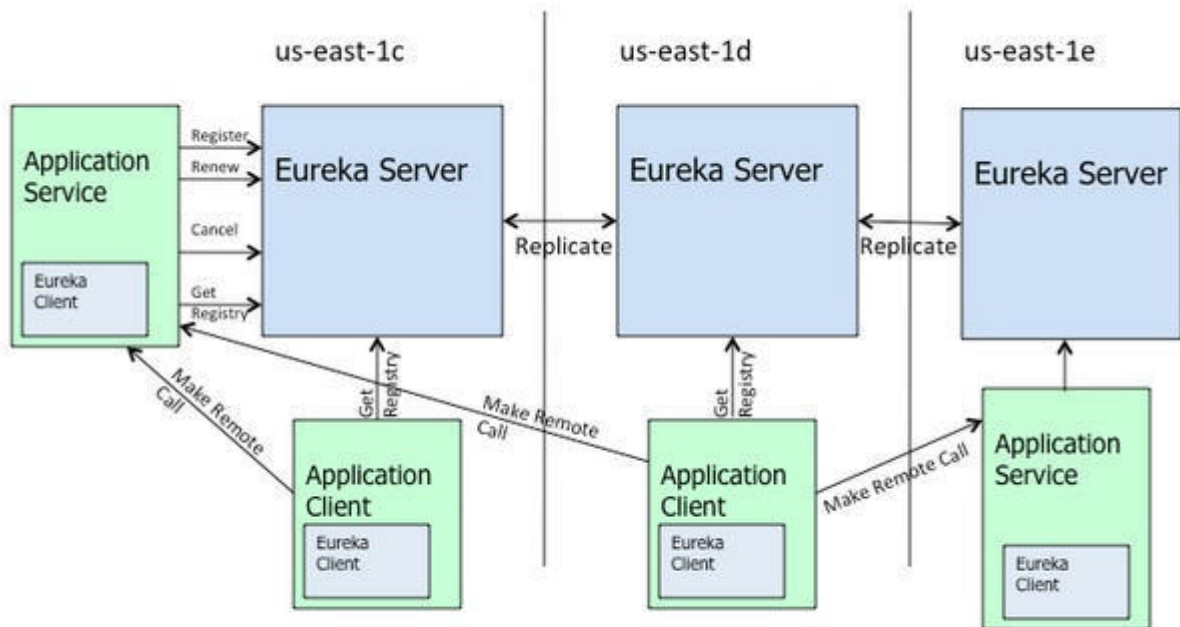 us-east-1c
us-east-1d
us-east-1e
Application
Service
Register
Renew
Cancel
Get
Registry
Eureka
Client
Eureka Server
Replicate
Eureka Server
Replicate
Eureka Server
Make Remote
Call
Get
Registry
Make Remote
Call
Get
Registry
Make Remote Call
Application
Client
Eureka
Client
Application
Client
Eureka
Client
Application
Service
Eureka
Client